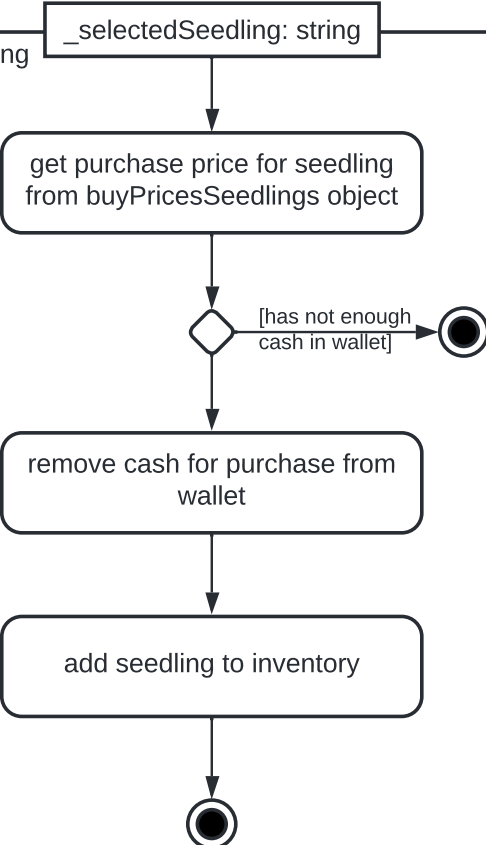 _selectedSeedling: string
ng
get purchase price for seedling
from buyPricesSeedlings object
[has not enough
cash in wallet]
remove cash for purchase from
wallet
add seedling to inventory